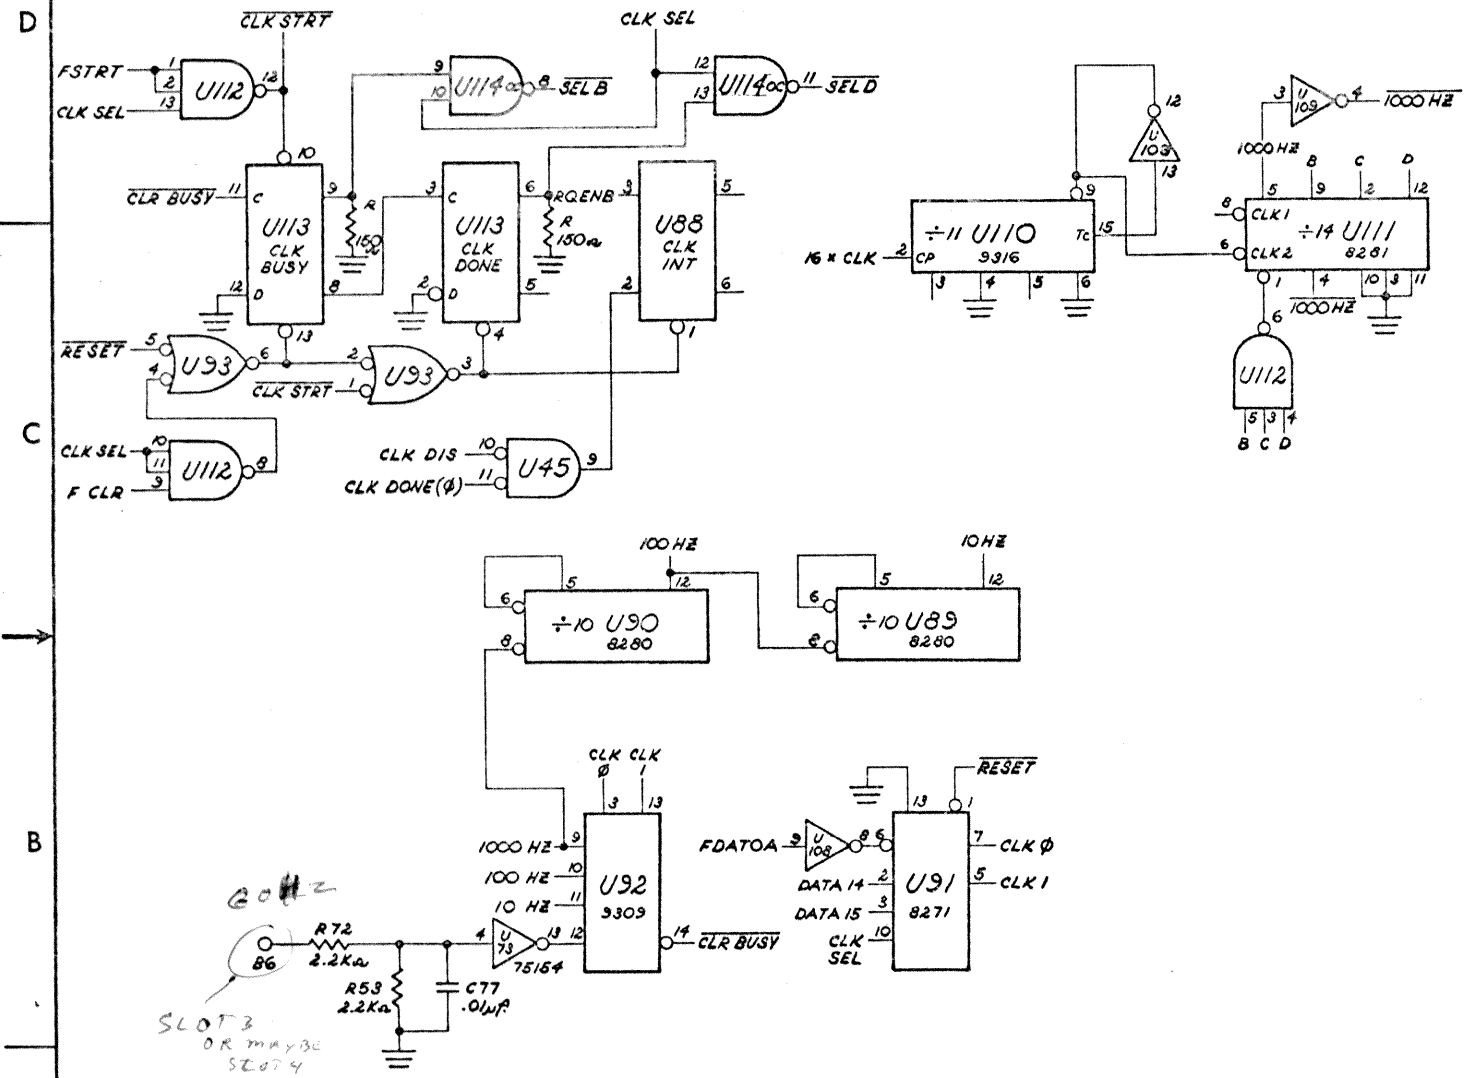 D
CLK STRT
CLK SEL
FSTRT 1
2
13
CLK SEL
U112
12
9
10
U114 OC
8
SEL B
12
13
U114 OC
11
SEL D
10
CLR BUSY 11
C
9
U113
CLK
BUSY
12
D
8
13
R
150Ω
3
C
6
U113
CLK
DONE
2
D
5
4
RQENB
R
150Ω
3
5
U88
CLK
INT
2
6
1
12
U
103
13
9
÷11 U110
9316
TC
15
16 × CLK
2
CP
3
4
5
6
3
U
109
4
1000 HZ
1000HZ
B
C
D
5
9
2
12
8
CLK1
6
CLK2
÷14 U111
8281
1
4
10
3
11
1000HZ
6
U112
5 3 4
B C D
RESET
5
4
U93
6
2
U93
3
CLK STRT
1
C
CLK SEL
10
11
9
F CLR
U112
8
CLK DIS
10
CLK DONE(Ø)
11
U45
9
100 HZ
10 HZ
5
12
6
8
÷10 U90
8280
5
12
6
8
÷10 U89
8280
B
CLK
Ø
CLK
1
3
13
1000 HZ
9
100 HZ
10
10 HZ
11
12
U92
9309
14
CLR BUSY
60HZ
B6
R72
2.2KΩ
R53
2.2KΩ
C77
.01µf
4
U
73
13
75154
SLOT 3
OR MAYBE
SLOT 4
RESET
13
1
FDATOA
9
U
108
8
6
DATA 14
2
DATA 15
3
CLK
SEL
10
U91
8271
7
CLK Ø
5
CLK 1